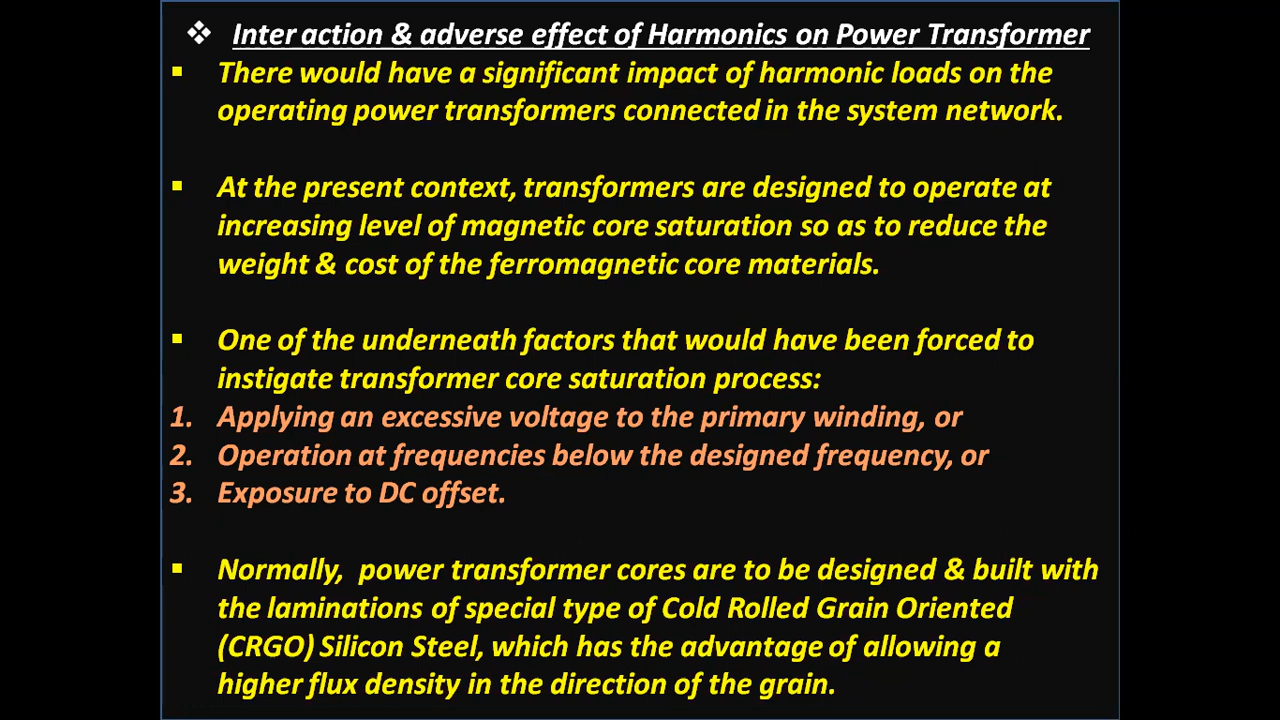 ❖ Inter action & adverse effect of Harmonics on Power Transformer
▪ There would have a significant impact of harmonic loads on the
operating power transformers connected in the system network.
▪ At the present context, transformers are designed to operate at
increasing level of magnetic core saturation so as to reduce the
weight & cost of the ferromagnetic core materials.
▪ One of the underneath factors that would have been forced to
instigate transformer core saturation process:
1. Applying an excessive voltage to the primary winding, or
2. Operation at frequencies below the designed frequency, or
3. Exposure to DC offset.
▪ Normally, power transformer cores are to be designed & built with
the laminations of special type of Cold Rolled Grain Oriented
(CRGO) Silicon Steel, which has the advantage of allowing a
higher flux density in the direction of the grain.